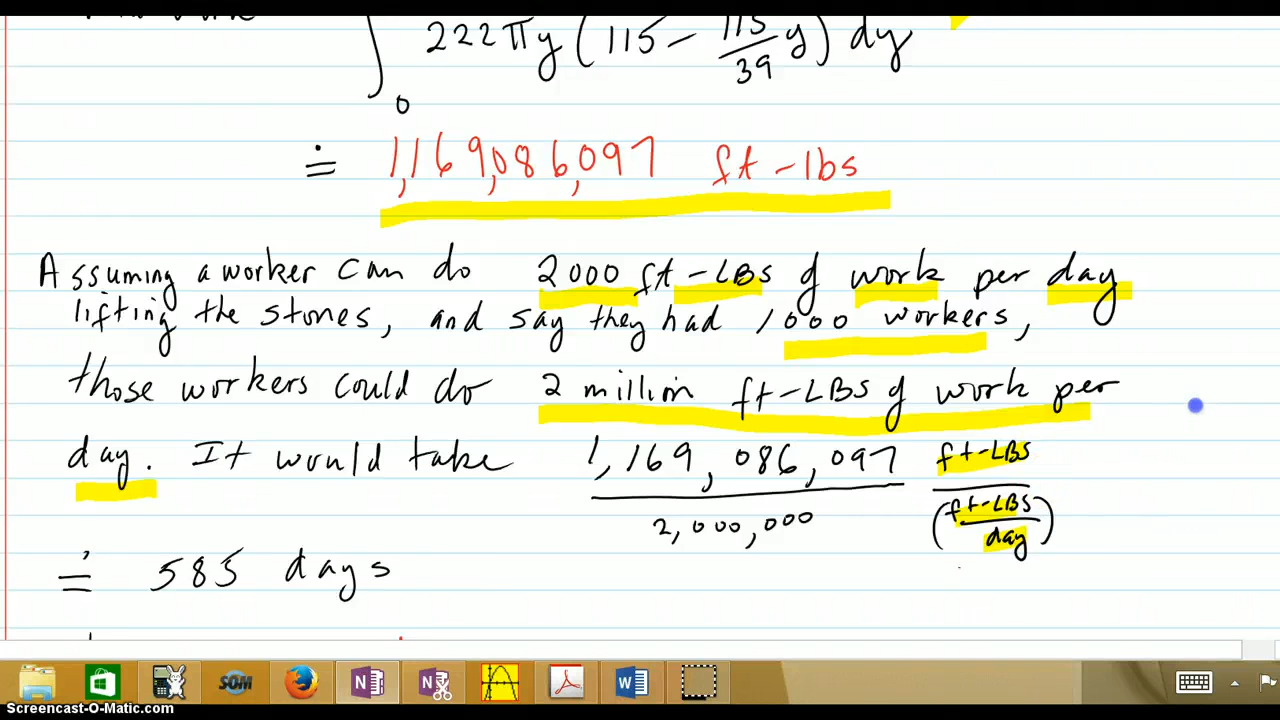 ∫ 222πy (115 − 115/39 y) dy
0
≐ 1,169,086,097 ft-lbs
Assuming a worker can do 2000 ft-LBs of work per day
lifting the stones, and say they had 1000 workers,
those workers could do 2 million ft-LBs of work per
day. It would take 1,169,086,097 ft-LBs
2,000,000 (ft-LBs/day)
≐ 585 days
SOM
N
N
W
Screencast-O-Matic.com